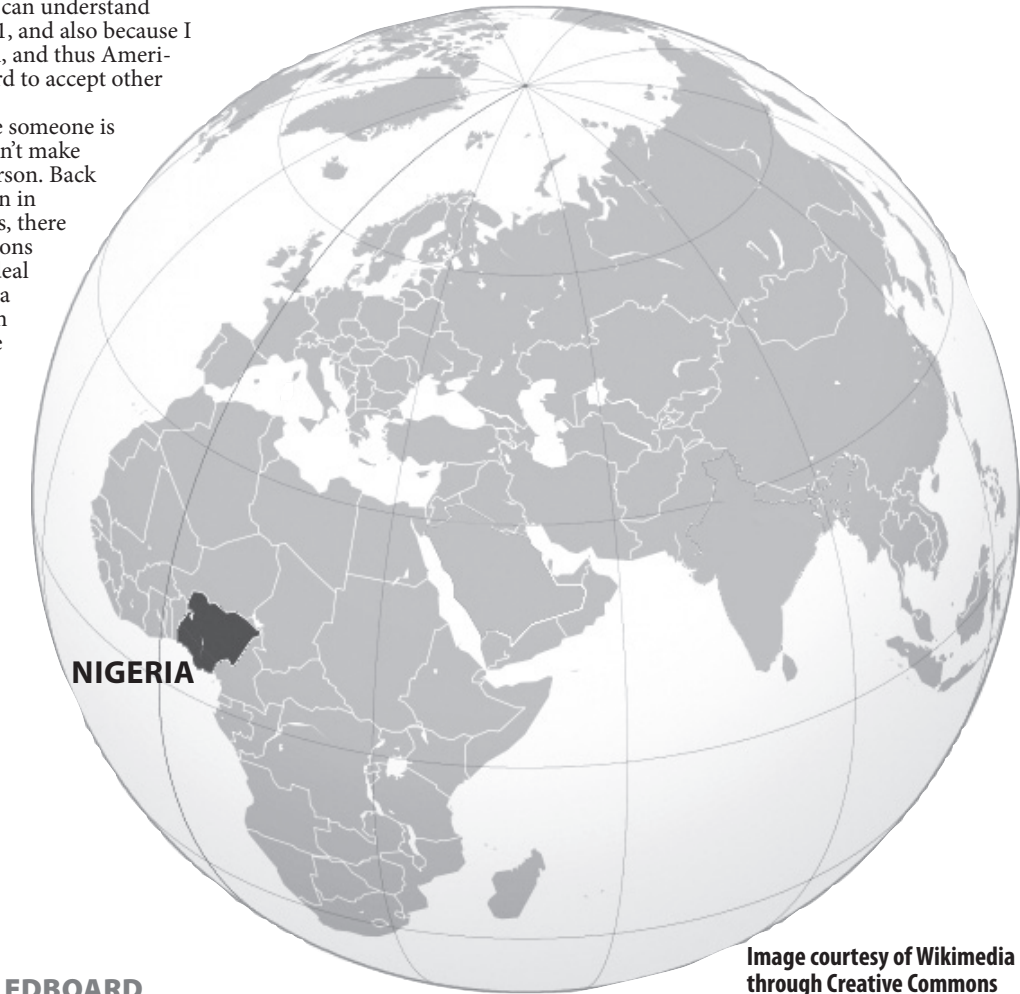 can understand
1, and also because I
, and thus Ameri-
rd to accept other
e someone is
n't make
rson. Back
n in
s, there
ons
eal
a
n
e
NIGERIA
EDBOARD
Image courtesy of Wikimedia
through Creative Commons